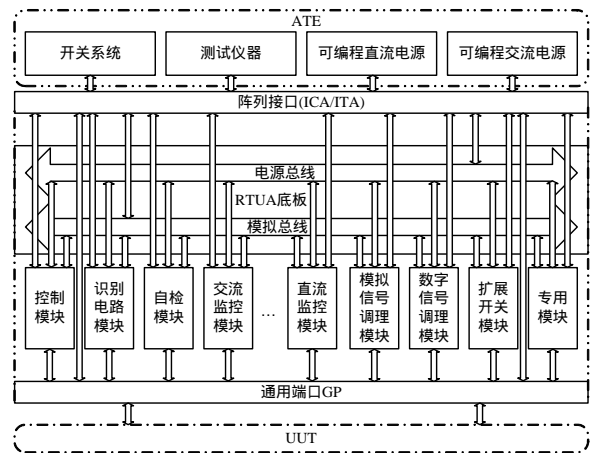 ATE
开关系统
测试仪器
可编程直流电源
可编程交流电源
阵列接口(ICA/ITA)
电源总线
RTUA底板
模拟总线
控制
模块
识别
电路
模块
自检
模块
交流
监控
模块
…
直流
监控
模块
模拟
信号
调理
模块
数字
信号
调理
模块
扩展
开关
模块
专用
模块
通用端口GP
UUT